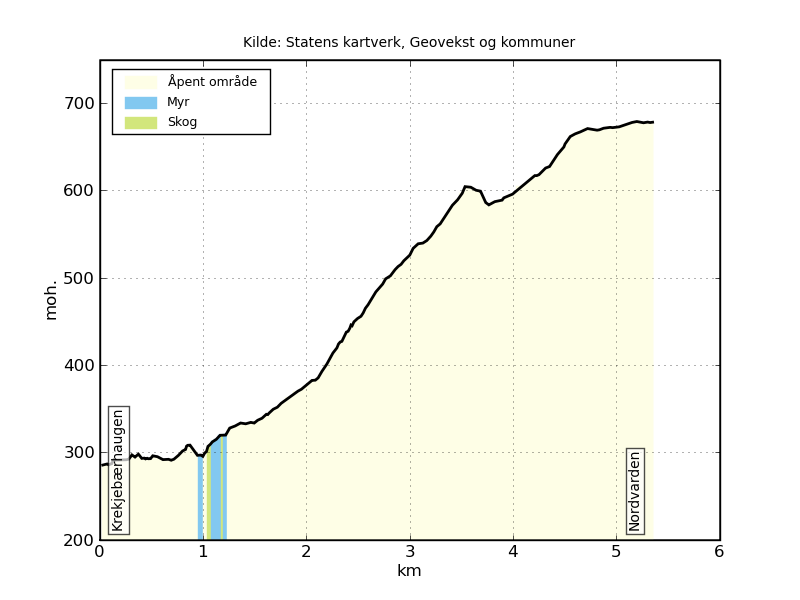 Kilde: Statens kartverk, Geovekst og kommuner
Åpent område
Myr
Skog
moh.
700
600
500
400
300
200
Krekjebærhaugen
Nordvarden
0 1 2 3 4 5 6
km